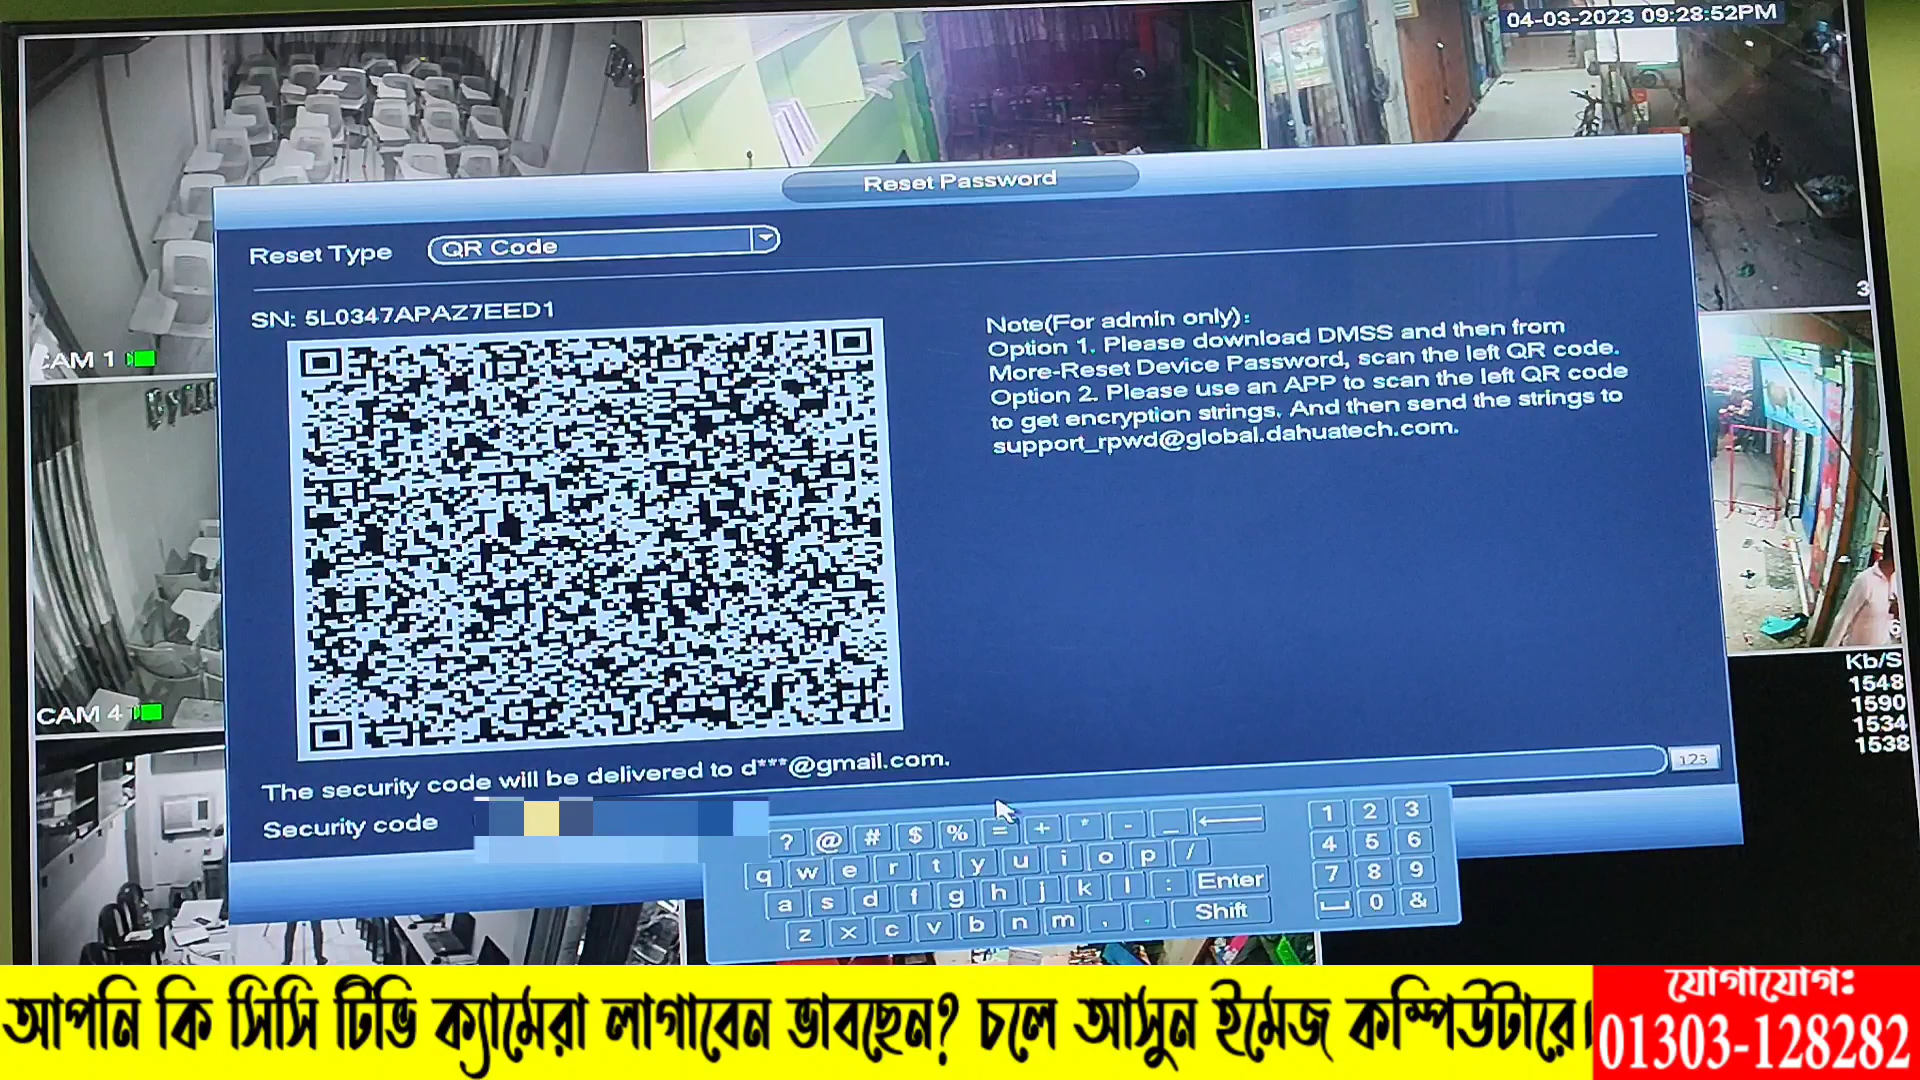 04-03-2023 09:28:52PM
Reset Password
Reset Type QR Code
SN: 5L0347APAZ7EED1
Note(For admin only):
Option 1. Please download DMSS and then from
More-Reset Device Password, scan the left QR code.
Option 2. Please use an APP to scan the left QR code
to get encryption strings. And then send the strings to
support_rpwd@global.dahuatech.com.
CAM 1
3
CAM 4
6
Kb/S
1548
1590
1534
1538
The security code will be delivered to d***@gmail.com.
123
Security code
? @ # $ % = + * - _
q w e r t y u i o p /
a s d f g h j k l : Enter
z x c v b n m , . Shift
1 2 3
4 5 6
7 8 9
0 &
আপনি কি সিসি টিভি ক্যামেরা লাগাবেন ভাবছেন? চলে আসুন ইমেজ কম্পিউটারে।
যোগাযোগ:
01303-128282